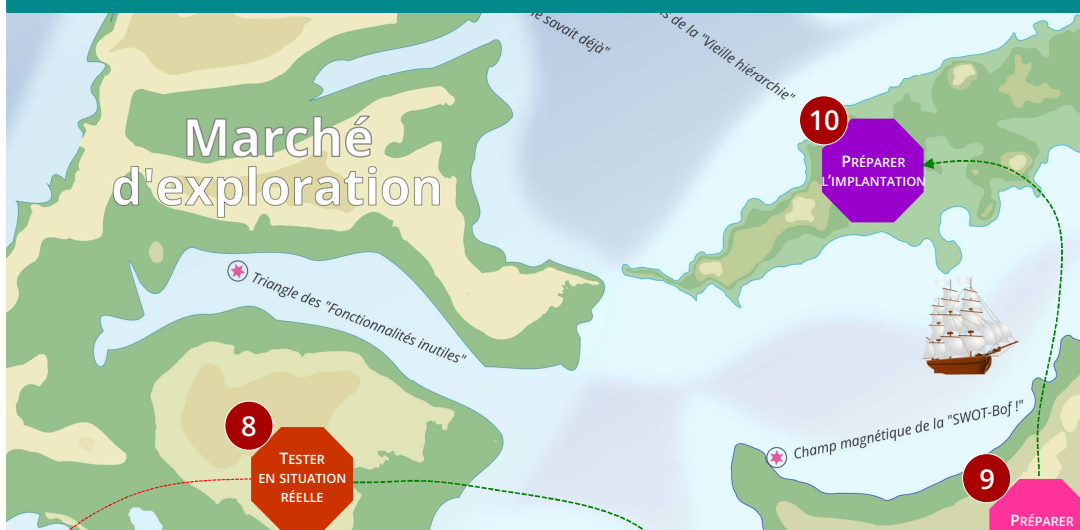 ne savait déjà"
s de la "Vieille hiérarchie"
10
PRÉPARER
L'IMPLANTATION
Marché
d'exploration
Triangle des "Fonctionnalités inutiles"
8
TESTER
EN SITUATION
RÉELLE
Champ magnétique de la "SWOT-Bof !"
9
PRÉPARER